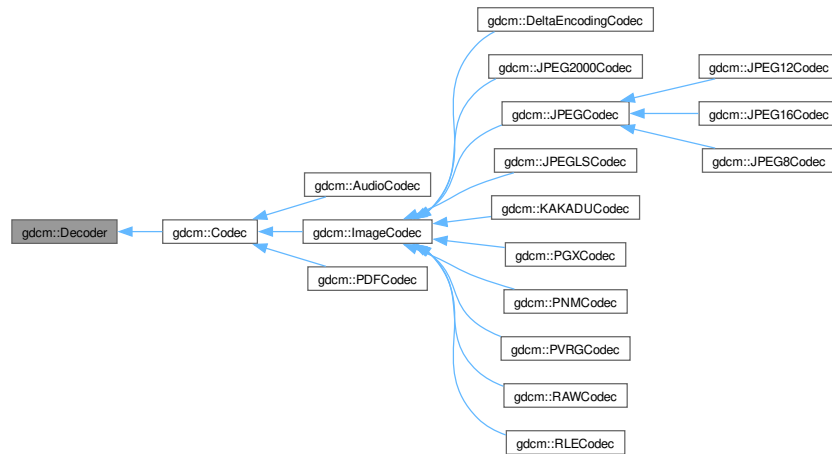 gdcm::DeltaEncodingCodec
gdcm::JPEG2000Codec
gdcm::JPEG12Codec
gdcm::JPEGCodec
gdcm::JPEG16Codec
gdcm::JPEGLSCodec
gdcm::JPEG8Codec
gdcm::AudioCodec
gdcm::KAKADUCodec
gdcm::Decoder
gdcm::Codec
gdcm::ImageCodec
gdcm::PGXCodec
gdcm::PDFCodec
gdcm::PNMCodec
gdcm::PVRGCodec
gdcm::RAWCodec
gdcm::RLECodec